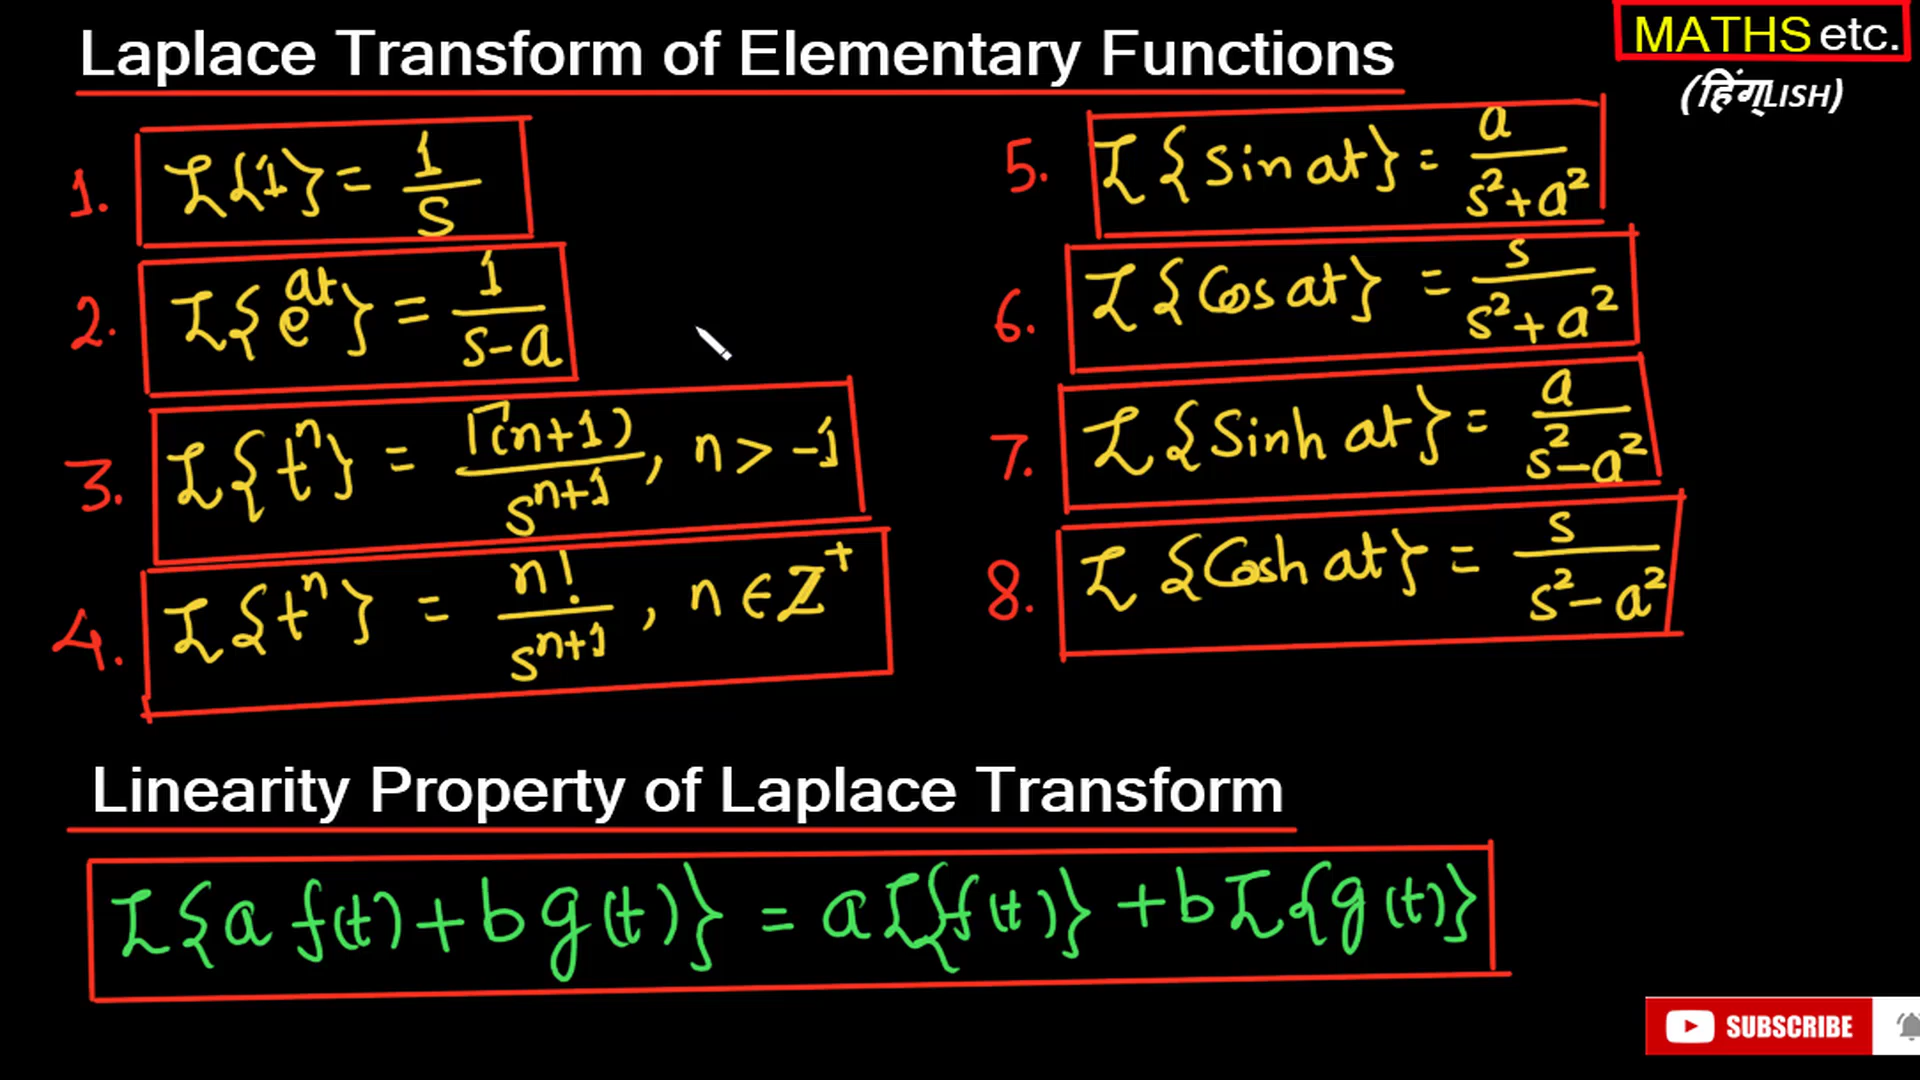 Laplace Transform of Elementary Functions
MATHS etc.
(हिंग्LISH)
1. L{1} = 1/S
2. L{e^at} = 1/(s-a)
3. L{t^n} = Γ(n+1)/s^(n+1), n > -1
4. L{t^n} = n!/s^(n+1), n ∈ Z^+
5. L{Sin at} = a/(s²+a²)
6. L{Cos at} = s/(s²+a²)
7. L{Sinh at} = a/(s²-a²)
8. L{Cosh at} = s/(s²-a²)
Linearity Property of Laplace Transform
L{a f(t) + b g(t)} = a L{f(t)} + b L{g(t)}
SUBSCRIBE